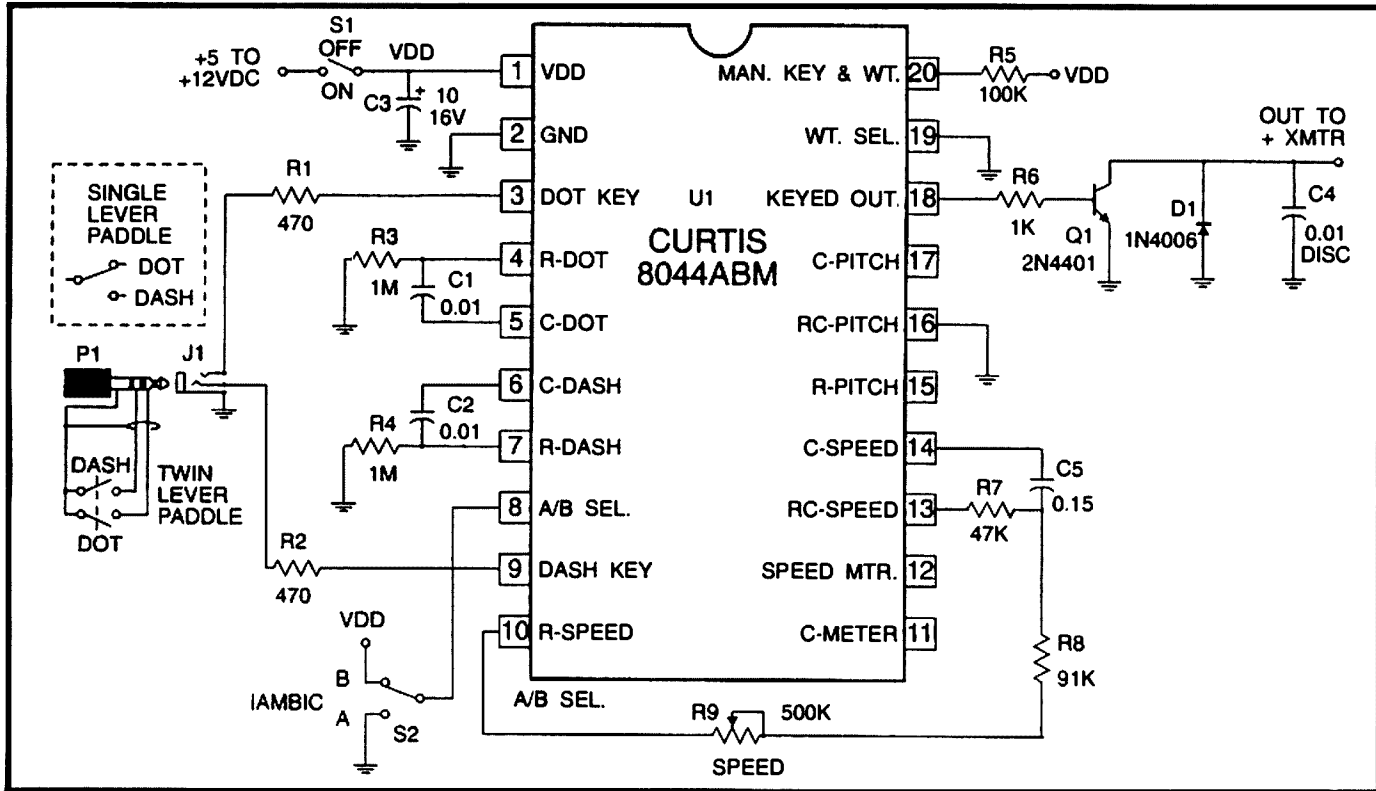 S1
OFF
ON
+5 TO
+12VDC
VDD
C3
+
10
16V
SINGLE
LEVER
PADDLE
DOT
DASH
P1
J1
DASH
TWIN
LEVER
PADDLE
DOT
R1
470
R3
1M
C1
0.01
C2
0.01
R4
1M
R2
470
VDD
B
IAMBIC
A
S2
1 VDD
2 GND
3 DOT KEY
4 R-DOT
5 C-DOT
6 C-DASH
7 R-DASH
8 A/B SEL.
9 DASH KEY
10 R-SPEED
A/B SEL.
U1
CURTIS
8044ABM
MAN. KEY & WT. 20
WT. SEL. 19
KEYED OUT. 18
C-PITCH 17
RC-PITCH 16
R-PITCH 15
C-SPEED 14
RC-SPEED 13
SPEED MTR. 12
C-METER 11
R5
100K
VDD
OUT TO
+ XMTR
R6
1K
Q1
2N4401
D1
1N4006
C4
0.01
DISC
C5
0.15
R7
47K
R8
91K
R9
500K
SPEED